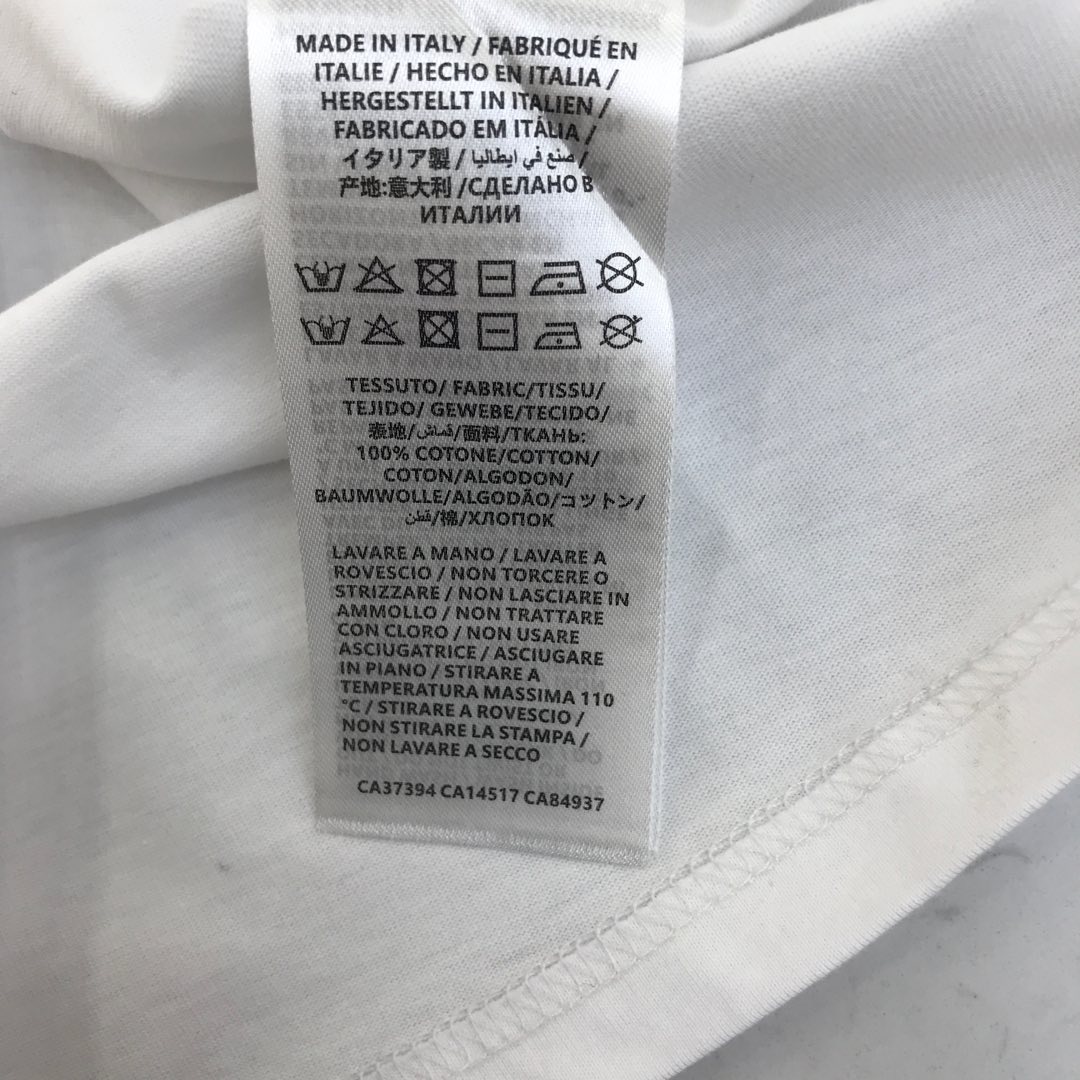 MADE IN ITALY / FABRIQUÉ EN
ITALIE / HECHO EN ITALIA /
HERGESTELLT IN ITALIEN /
FABRICADO EM ITÁLIA /
イタリア製 / صنع في ايطاليا /
产地:意大利 /СДЕЛАНО В
ИТАЛИИ
TESSUTO/ FABRIC/TISSU/
TEJIDO/ GEWEBE/TECIDO/
表地/قماش/面料/ТКАНЬ:
100% COTONE/COTTON/
COTON/ALGODON/
BAUMWOLLE/ALGODÃO/コットン/
قطن/棉/ХЛОПОК
LAVARE A MANO / LAVARE A
ROVESCIO / NON TORCERE O
STRIZZARE / NON LASCIARE IN
AMMOLLO / NON TRATTARE
CON CLORO / NON USARE
ASCIUGATRICE / ASCIUGARE
IN PIANO / STIRARE A
TEMPERATURA MASSIMA 110
°C / STIRARE A ROVESCIO /
NON STIRARE LA STAMPA /
NON LAVARE A SECCO
CA37394 CA14517 CA84937